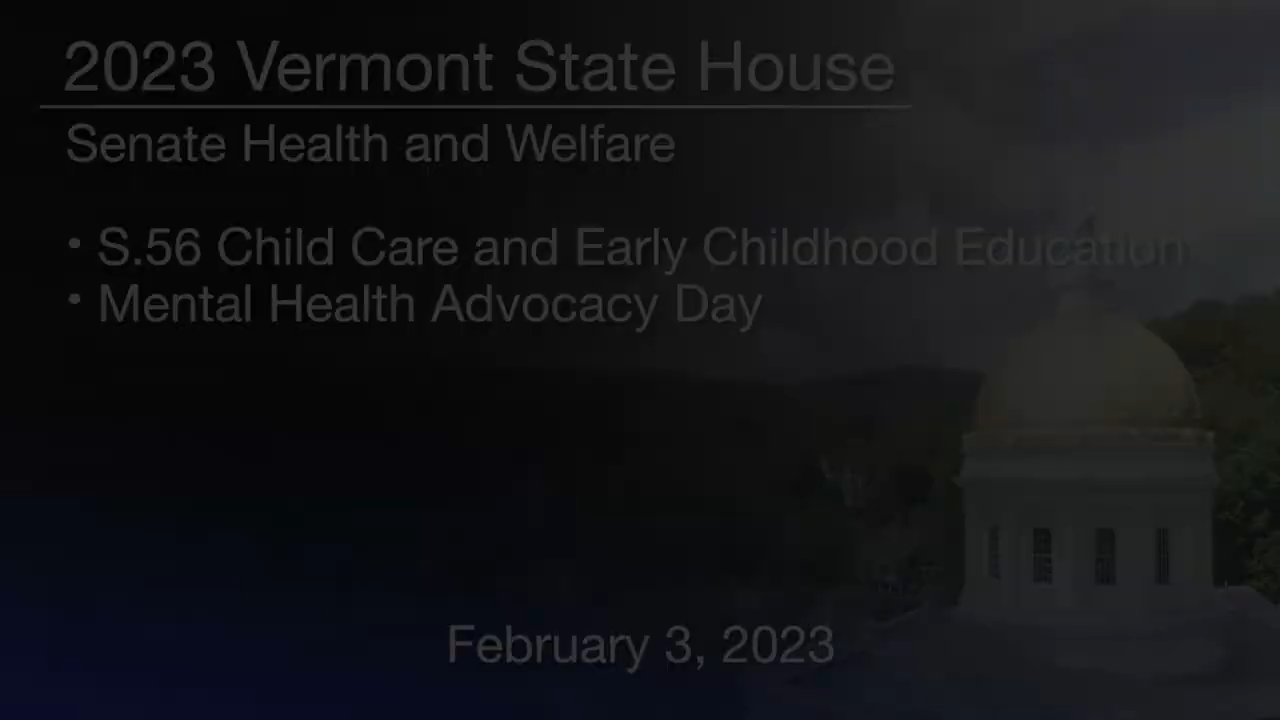 2023 Vermont State House
Senate Health and Welfare
• S.56 Child Care and Early Childhood Education
• Mental Health Advocacy Day
February 3, 2023